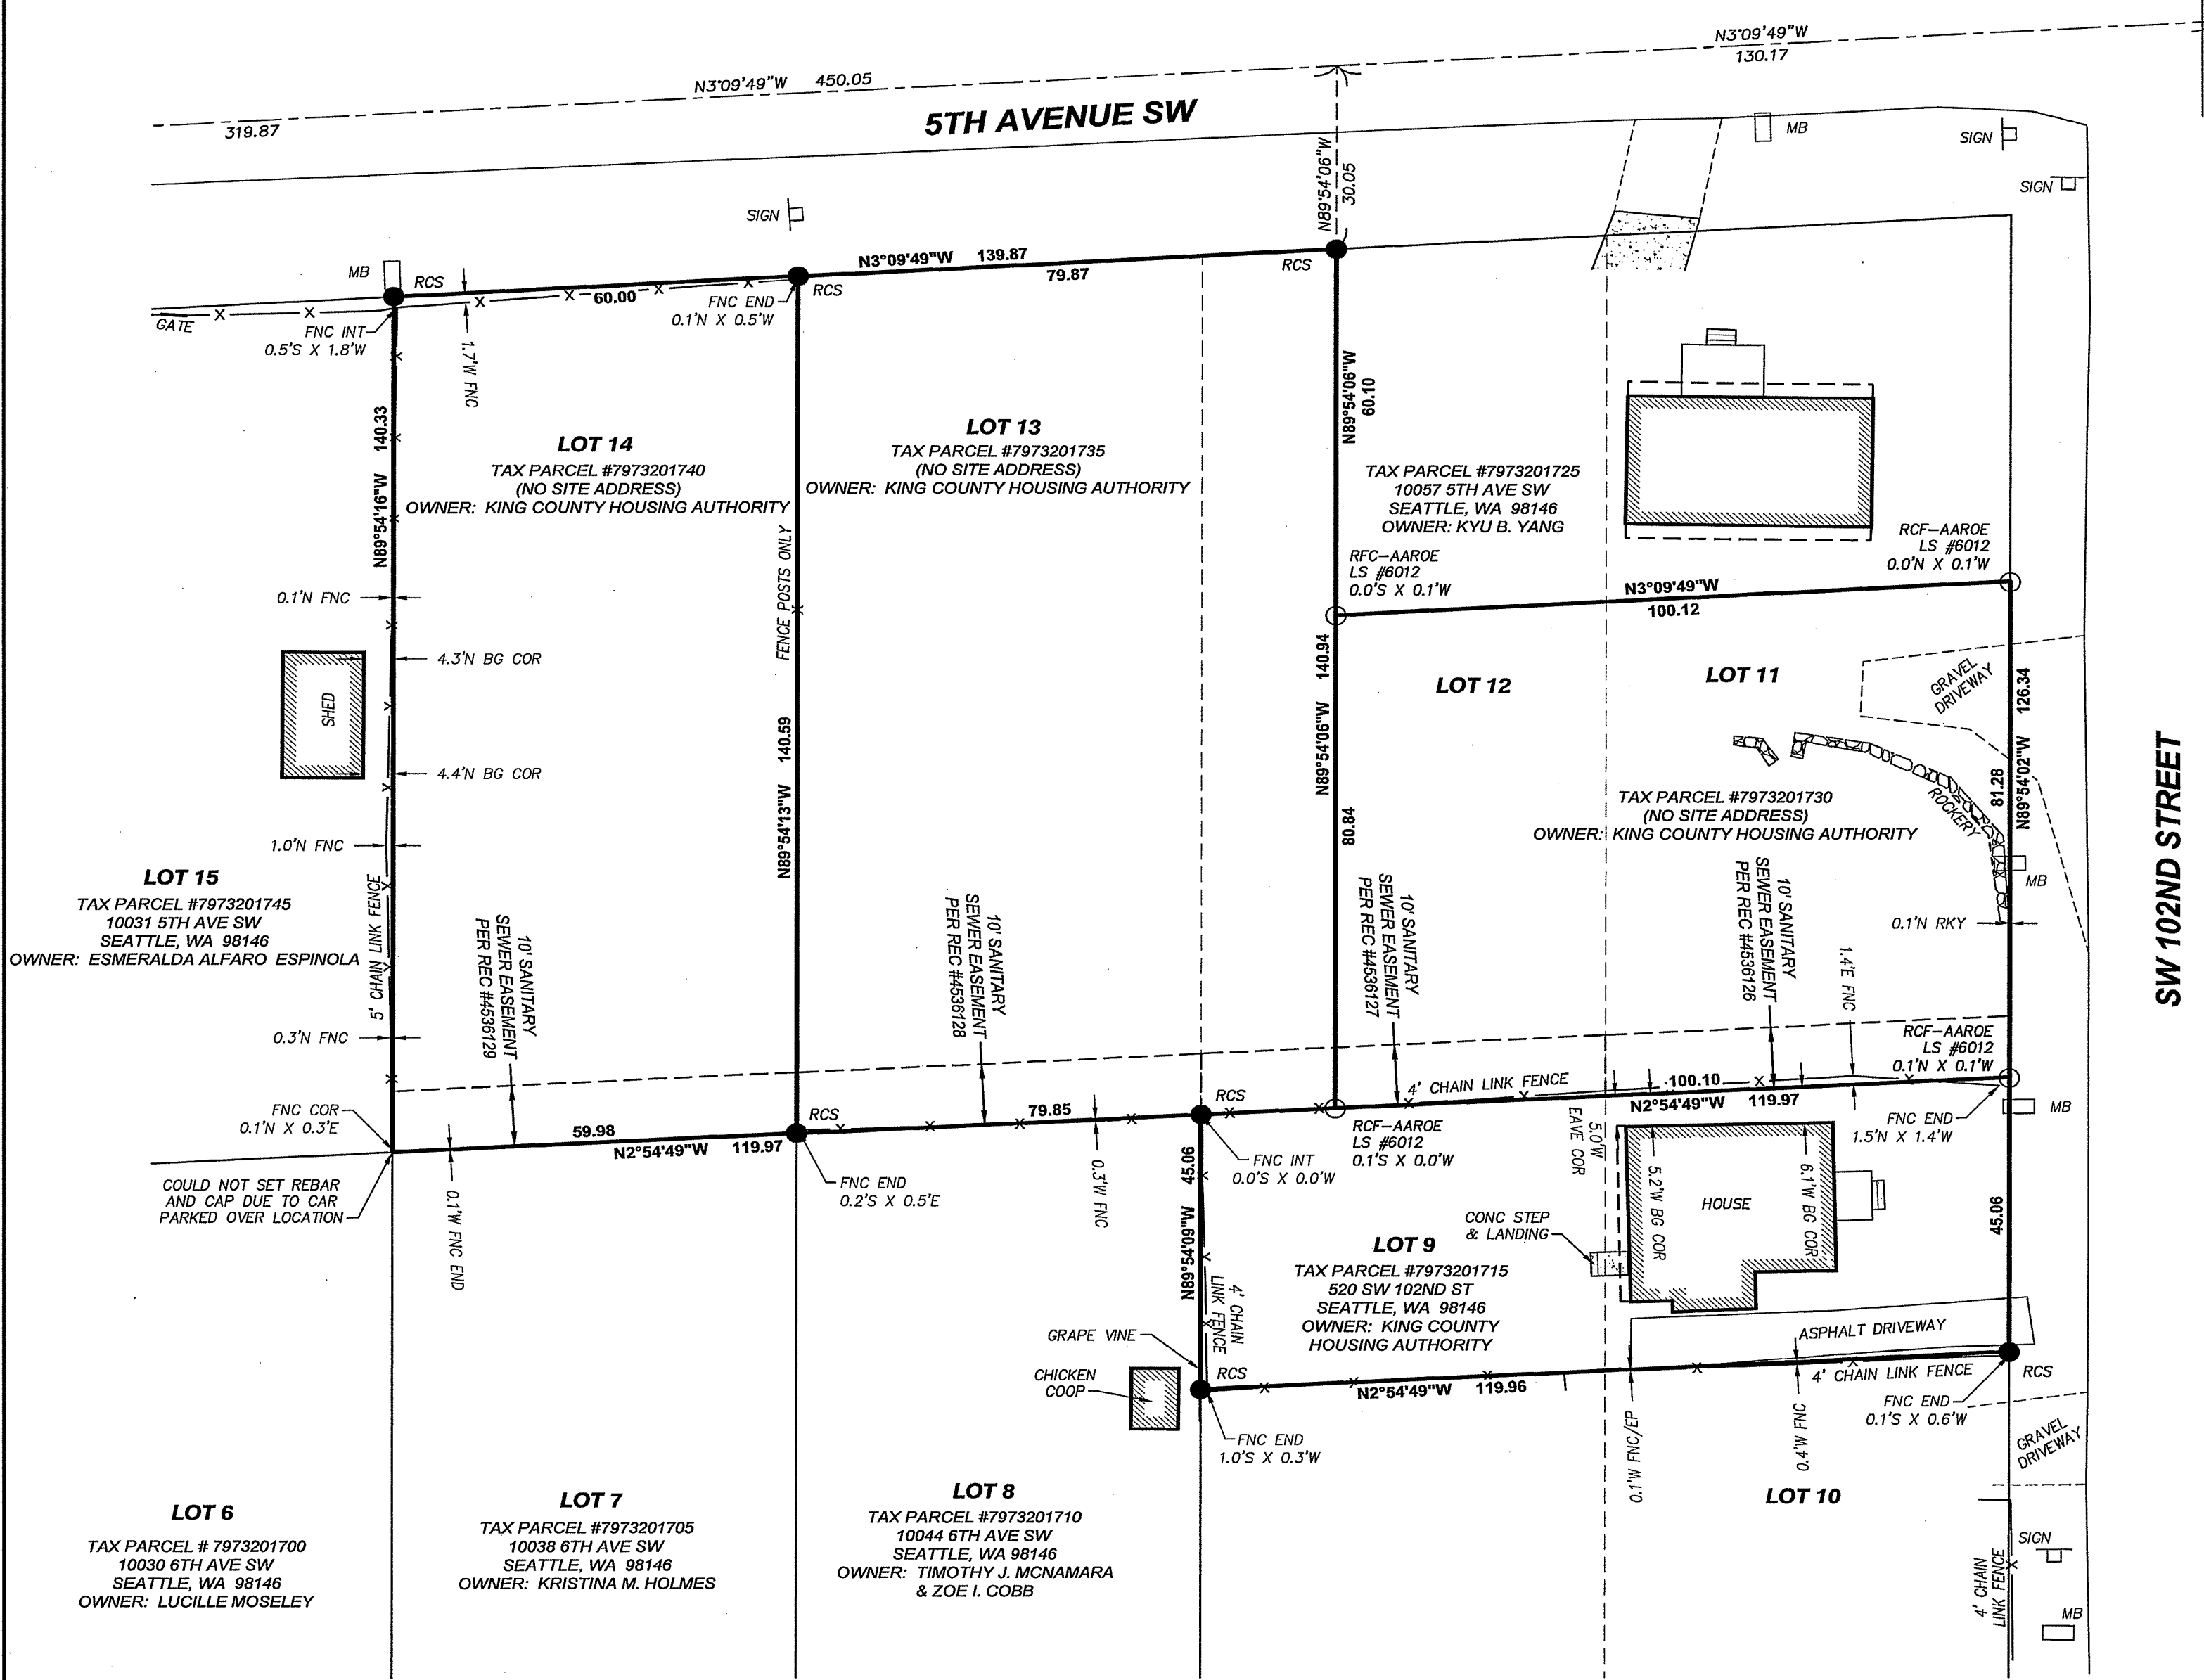 N3°09'49"W
130.17
N3°09'49"W 450.05
319.87
5TH AVENUE SW
MB
SIGN
SIGN
SIGN
N89°54'06"W
30.05
MB
RCS
N3°09'49"W 139.87
79.87
RCS
60.00
FNC END
0.1'N X 0.5'W
RCS
GATE
FNC INT
0.5'S X 1.8'W
1.7'W FNC
N89°54'16"W 140.33
N89°54'06"W
60.10
LOT 14
TAX PARCEL #7973201740
(NO SITE ADDRESS)
OWNER: KING COUNTY HOUSING AUTHORITY
LOT 13
TAX PARCEL #7973201735
(NO SITE ADDRESS)
OWNER: KING COUNTY HOUSING AUTHORITY
TAX PARCEL #7973201725
10057 5TH AVE SW
SEATTLE, WA 98146
OWNER: KYU B. YANG
RCF-AAROE
LS #6012
0.0'N X 0.1'W
RFC-AAROE
LS #6012
0.0'S X 0.1'W
N3°09'49"W
100.12
FENCE POSTS ONLY
0.1'N FNC
4.3'N BG COR
SHED
4.4'N BG COR
1.0'N FNC
N89°54'13"W 140.59
N89°54'06"W 140.94
80.84
LOT 12
LOT 11
GRAVEL
DRIVEWAY
126.34
N89°54'02"W
81.28
ROCKERY
TAX PARCEL #7973201730
(NO SITE ADDRESS)
OWNER: KING COUNTY HOUSING AUTHORITY
MB
0.1'N RKY
SW 102ND STREET
LOT 15
TAX PARCEL #7973201745
10031 5TH AVE SW
SEATTLE, WA 98146
OWNER: ESMERALDA ALFARO ESPINOLA
5' CHAIN LINK FENCE
0.3'N FNC
10' SANITARY
SEWER EASEMENT
PER REC #4536129
10' SANITARY
SEWER EASEMENT
PER REC #4536128
10' SANITARY
SEWER EASEMENT
PER REC #4536127
10' SANITARY
SEWER EASEMENT
PER REC #4536126
1.4'E FNC
RCF-AAROE
LS #6012
0.1'N X 0.1'W
FNC COR
0.1'N X 0.3'E
59.98
N2°54'49"W 119.97
RCS
79.85
RCS
4' CHAIN LINK FENCE
100.10
N2°54'49"W 119.97
FNC END
1.5'N X 1.4'W
MB
COULD NOT SET REBAR
AND CAP DUE TO CAR
PARKED OVER LOCATION
0.1'W FNC END
FNC END
0.2'S X 0.5'E
0.3'W FNC
45.06
N89°54'09"W
FNC INT
0.0'S X 0.0'W
RCF-AAROE
LS #6012
0.1'S X 0.0'W
5.0'W
EAVE COR
5.2'W BG COR
HOUSE
6.1'W BG COR
45.06
CONC STEP
& LANDING
LOT 9
TAX PARCEL #7973201715
520 SW 102ND ST
SEATTLE, WA 98146
OWNER: KING COUNTY
HOUSING AUTHORITY
4' CHAIN
LINK FENCE
GRAPE VINE
CHICKEN
COOP
RCS
ASPHALT DRIVEWAY
N2°54'49"W 119.96
4' CHAIN LINK FENCE
RCS
FNC END
0.1'S X 0.6'W
FNC END
1.0'S X 0.3'W
0.1'W FNC/EP
0.4'W FNC
GRAVEL
DRIVEWAY
LOT 10
LOT 6
TAX PARCEL # 7973201700
10030 6TH AVE SW
SEATTLE, WA 98146
OWNER: LUCILLE MOSELEY
LOT 7
TAX PARCEL #7973201705
10038 6TH AVE SW
SEATTLE, WA 98146
OWNER: KRISTINA M. HOLMES
LOT 8
TAX PARCEL #7973201710
10044 6TH AVE SW
SEATTLE, WA 98146
OWNER: TIMOTHY J. MCNAMARA
& ZOE I. COBB
SIGN
4' CHAIN
LINK FENCE
MB